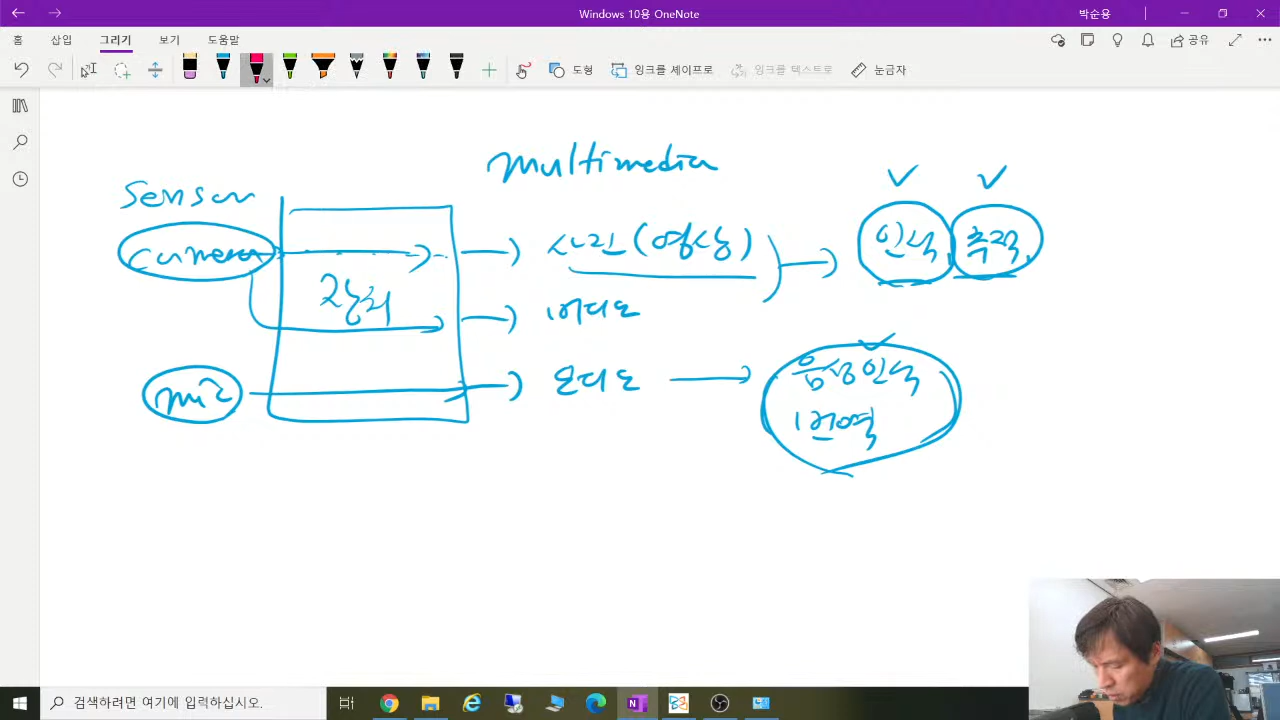 Windows 10용 OneNote
박순용
홈 삽입 그리기 보기 도움말
공유
도형
잉크를 셰이프로
잉크를 텍스트로
눈금자
multimedia
Sensor
camera
사진(영상)
인식
추적
비디오
mic
오디오
음성인식
번역
검색하려면 여기에 입력하십시오.